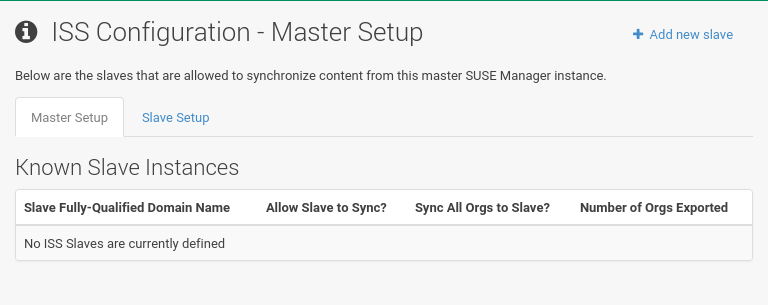 ISS Configuration - Master Setup
Add new slave
Below are the slaves that are allowed to synchronize content from this master SUSE Manager instance.
Master Setup Slave Setup
Known Slave Instances
Slave Fully-Qualified Domain Name Allow Slave to Sync? Sync All Orgs to Slave? Number of Orgs Exported
No ISS Slaves are currently defined